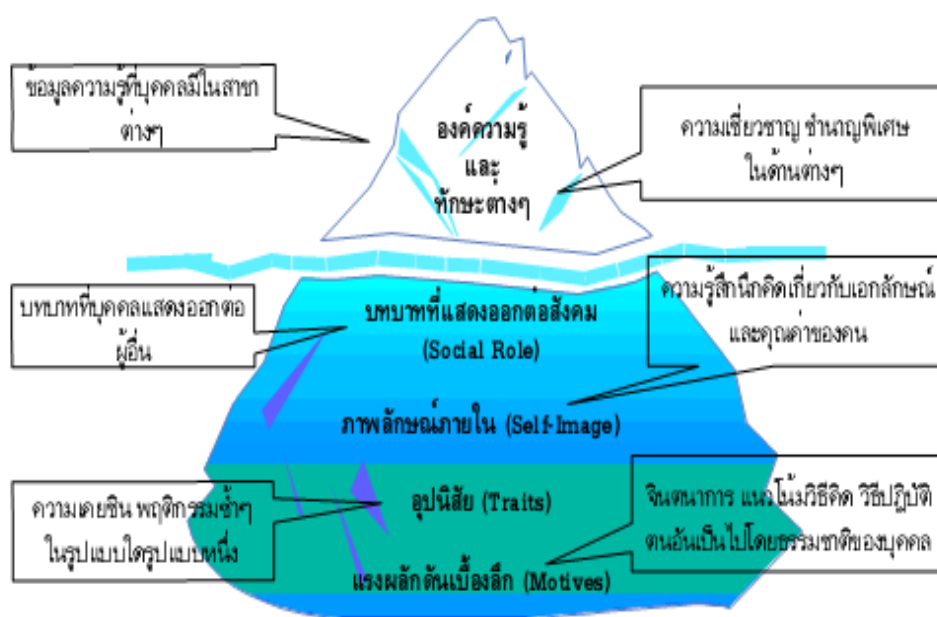 ข้อมูลความรู้ที่บุคคลมีในสาขา
ต่างๆ
องค์ความรู้
และ
ทักษะต่างๆ
ความเชี่ยวชาญ ชำนาญพิเศษ
ในด้านต่างๆ
บทบาทที่บุคคลแสดงออกต่อ
ผู้อื่น
บทบาทที่แสดงออกต่อสังคม
(Social Role)
ความรู้สึกนึกคิดเกี่ยวกับเอกลักษณ์
และคุณค่าของคน
ภาพลักษณ์ภายใน (Self-Image)
ความเคยชิน พฤติกรรมซ้ำๆ
ในรูปแบบใดรูปแบบหนึ่ง
อุปนิสัย (Traits)
จินตนาการ แนวโน้มวิธีคิด วิธีปฏิบัติ
ตนอันเป็นไปโดยธรรมชาติของบุคคล
แรงผลักดันเบื้องลึก (Motives)